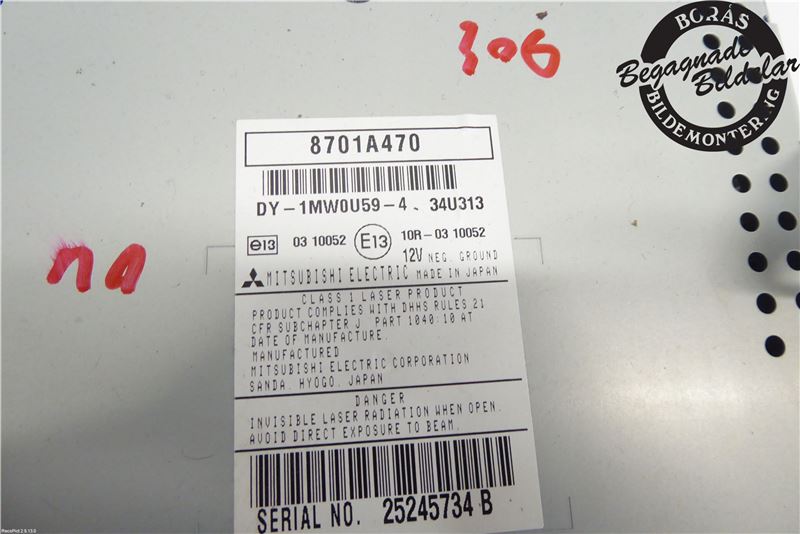 306
BORÅS
Begagnade
Bildelar
BILDEMONTERING
8701A470
DY-1MW0U59-4 、 34U313
e13 03 10052 E13 10R-03 10052
12V NEG. GROUND
MITSUBISHI ELECTRIC MADE IN JAPAN
CLASS 1 LASER PRODUCT
PRODUCT COMPLIES WITH DHHS RULES 21
CFR SUBCHAPTER J, PART 1040:10 AT
DATE OF MANUFACTURE.
MANUFACTURED
MITSUBISHI ELECTRIC CORPORATION
SANDA, HYOGO, JAPAN
DANGER
INVISIBLE LASER RADIATION WHEN OPEN.
AVOID DIRECT EXPOSURE TO BEAM.
SERIAL NO. 25245734 B